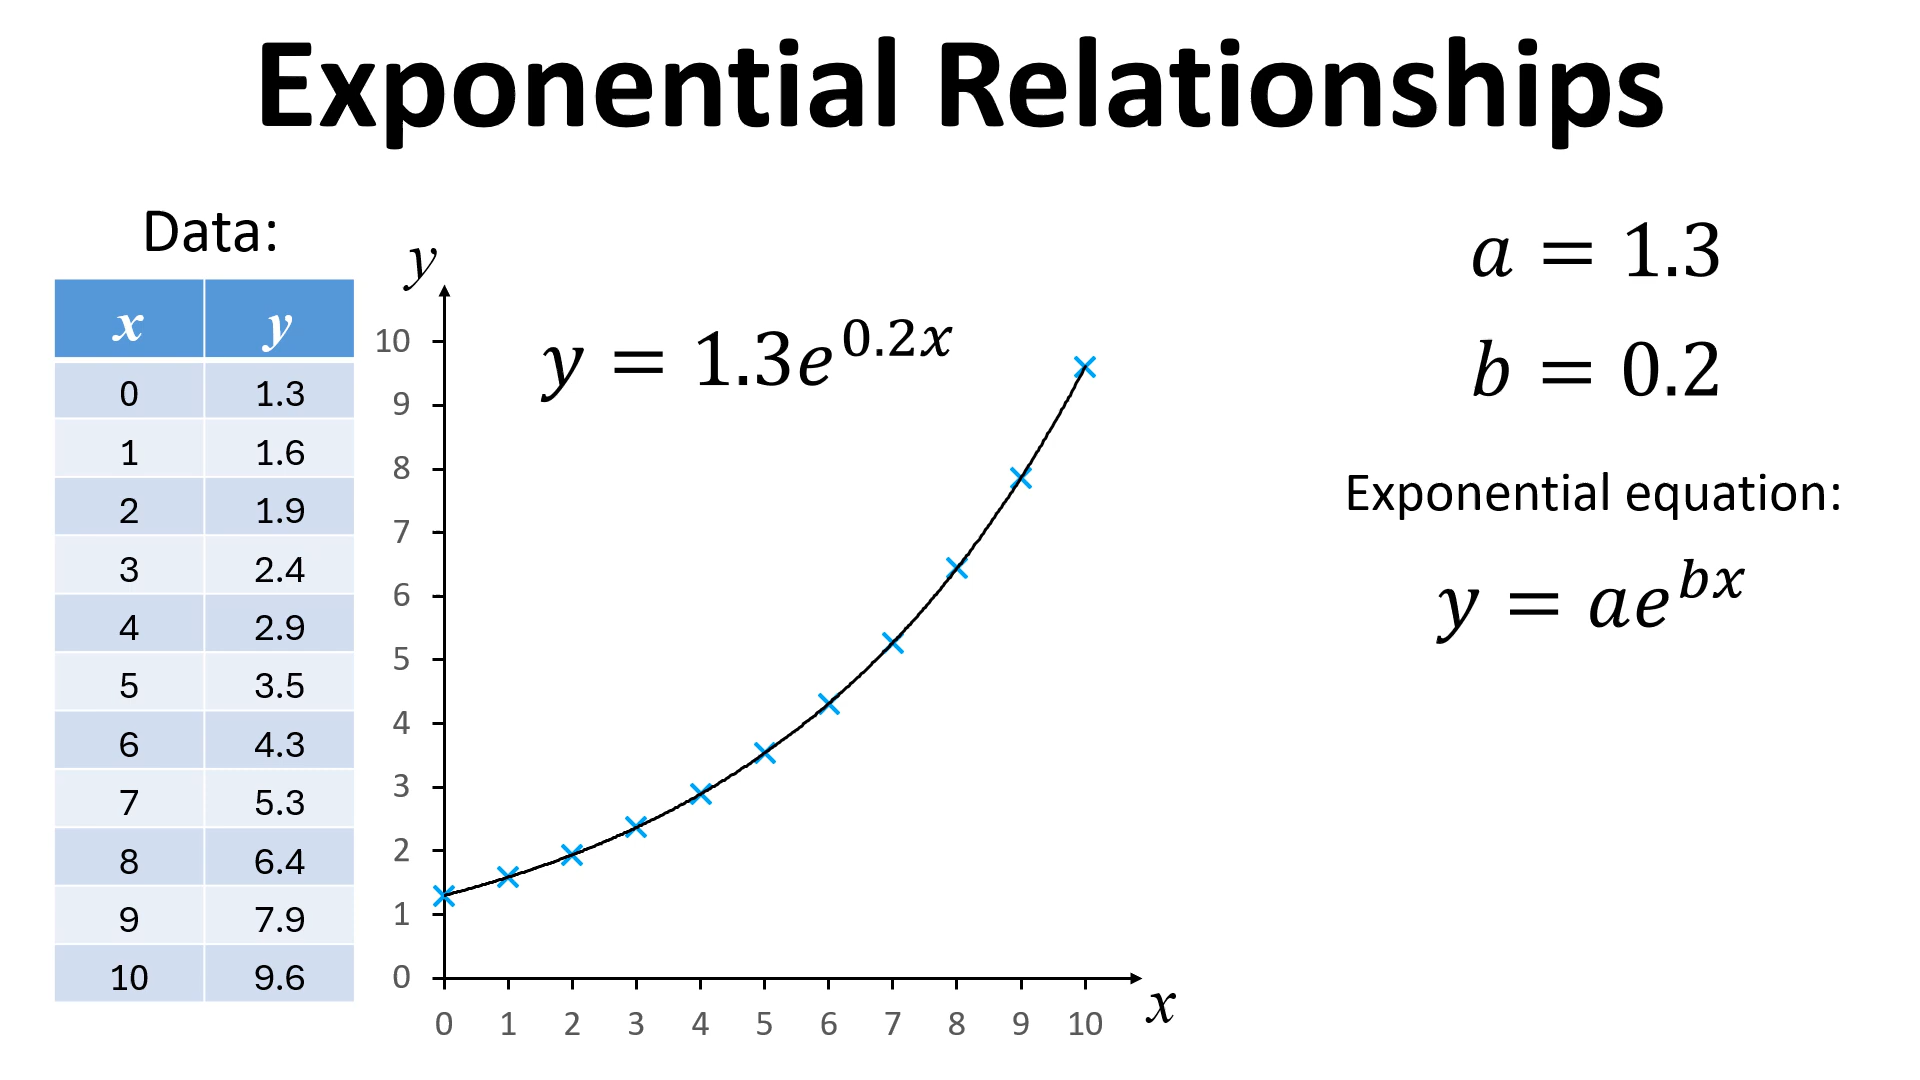 Exponential Relationships
Data:
x y
0 1.3
1 1.6
2 1.9
3 2.4
4 2.9
5 3.5
6 4.3
7 5.3
8 6.4
9 7.9
10 9.6
y
10
9
8
7
6
5
4
3
2
1
0
0 1 2 3 4 5 6 7 8 9 10
x
y = 1.3e^{0.2x}
a = 1.3
b = 0.2
Exponential equation:
y = ae^{bx}